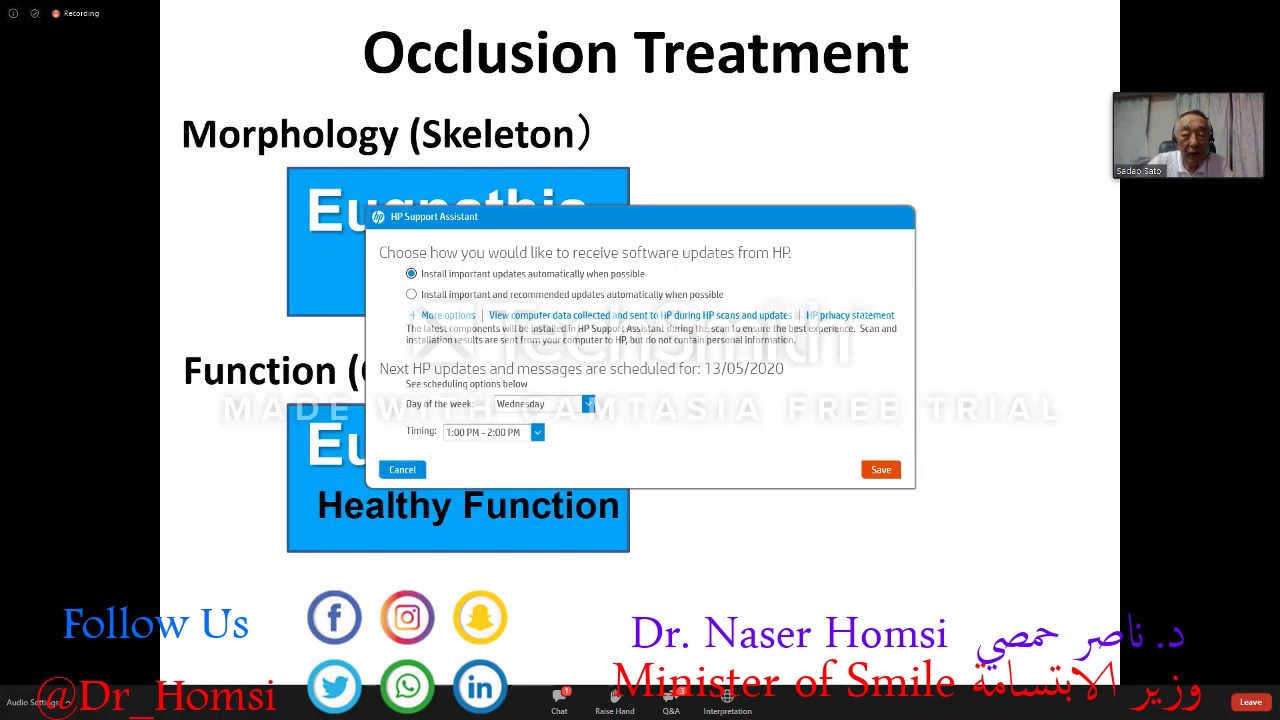 Recording
Occlusion Treatment
Morphology (Skeleton）
Sadao Sato
HP Support Assistant
Choose how you would like to receive software updates from HP.
Install important updates automatically when possible
Install important and recommended updates automatically when possible
+ More options | View computer data collected and sent to HP during HP scans and updates | HP privacy statement
The latest components will be installed in HP Support Assistant during the scan to ensure the best experience. Scan and
installation results are sent from your computer to HP, but do not contain personal information.
TechSmith
Next HP updates and messages are scheduled for: 13/05/2020
See scheduling options below
Day of the week: Wednesday
MADE WITH CAMTASIA FREE TRIAL
Timing: 1:00 PM - 2:00 PM
Cancel Save
Function
Healthy Function
Follow Us
@Dr_Homsi
Dr. Naser Homsi د. ناصر حمصي
Minister of Smile وزير الابتسامة
Audio Settings
Chat 1
Raise Hand
Q&A 3
Interpretation
Leave